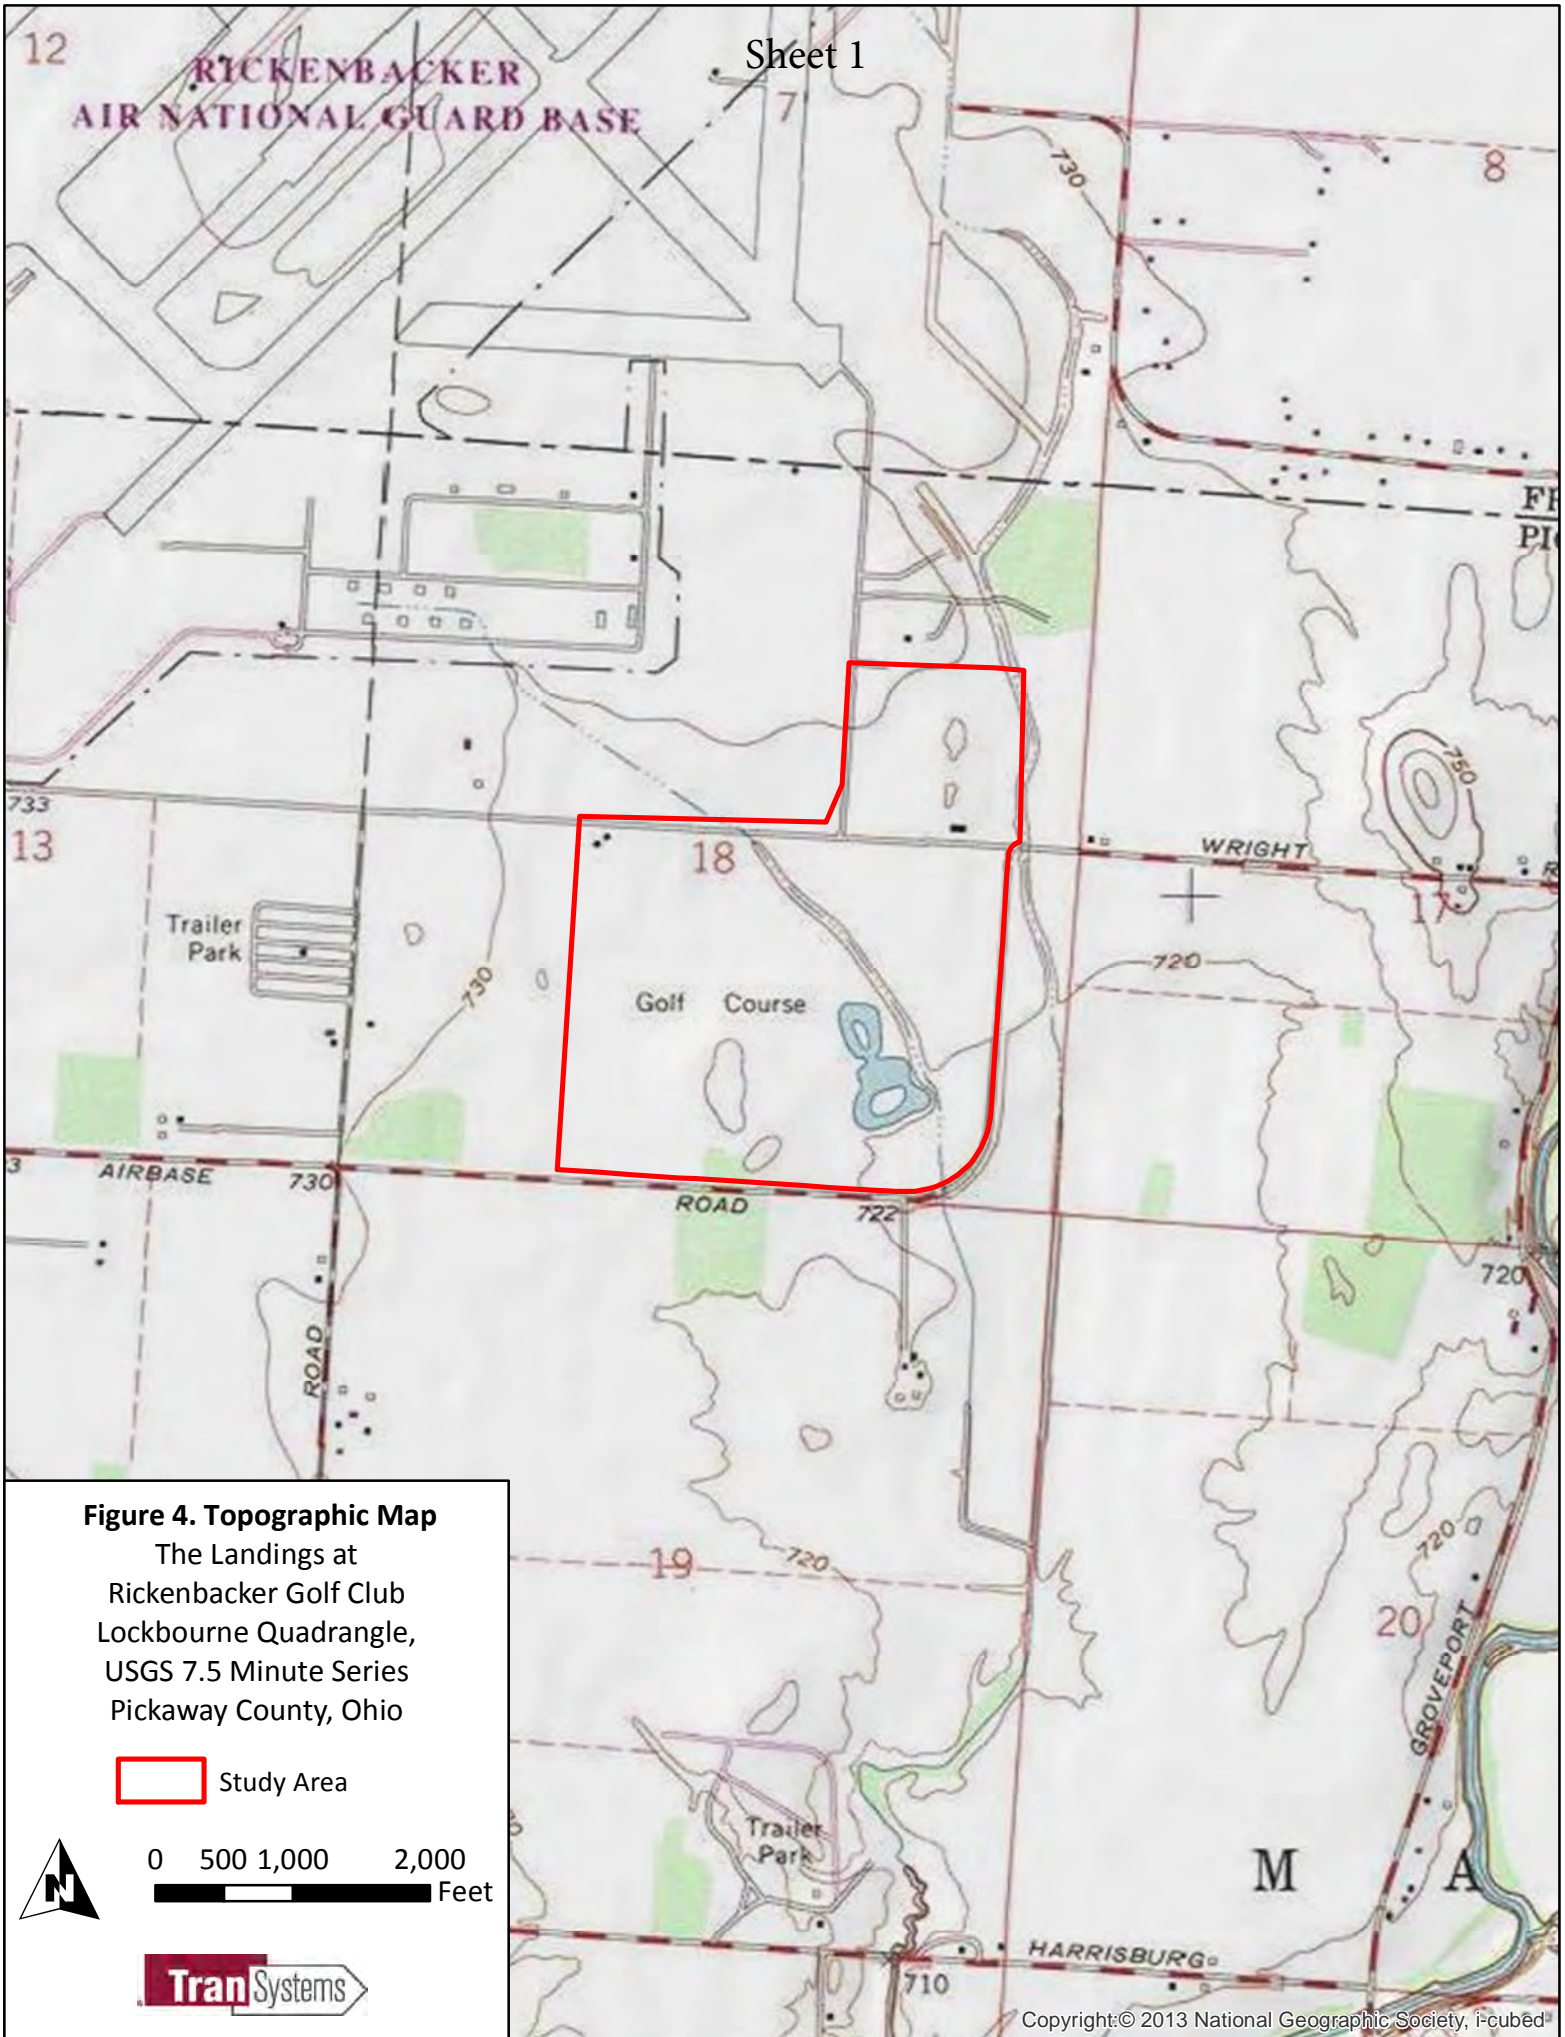 Sheet 1
12
RICKENBACKER
AIR NATIONAL GUARD BASE
7
730
8
733
13
18
750
WRIGHT
17
Trailer
Park
730
720
Golf Course
3
AIRBASE
730
ROAD
722
720
ROAD
19
720
720
20
GROVEPORT
Trailer
Park
M A
HARRISBURG
710
Figure 4. Topographic Map
The Landings at
Rickenbacker Golf Club
Lockbourne Quadrangle,
USGS 7.5 Minute Series
Pickaway County, Ohio
Study Area
N
0 500 1,000 2,000
Feet
TranSystems
Copyright:© 2013 National Geographic Society, i-cubed